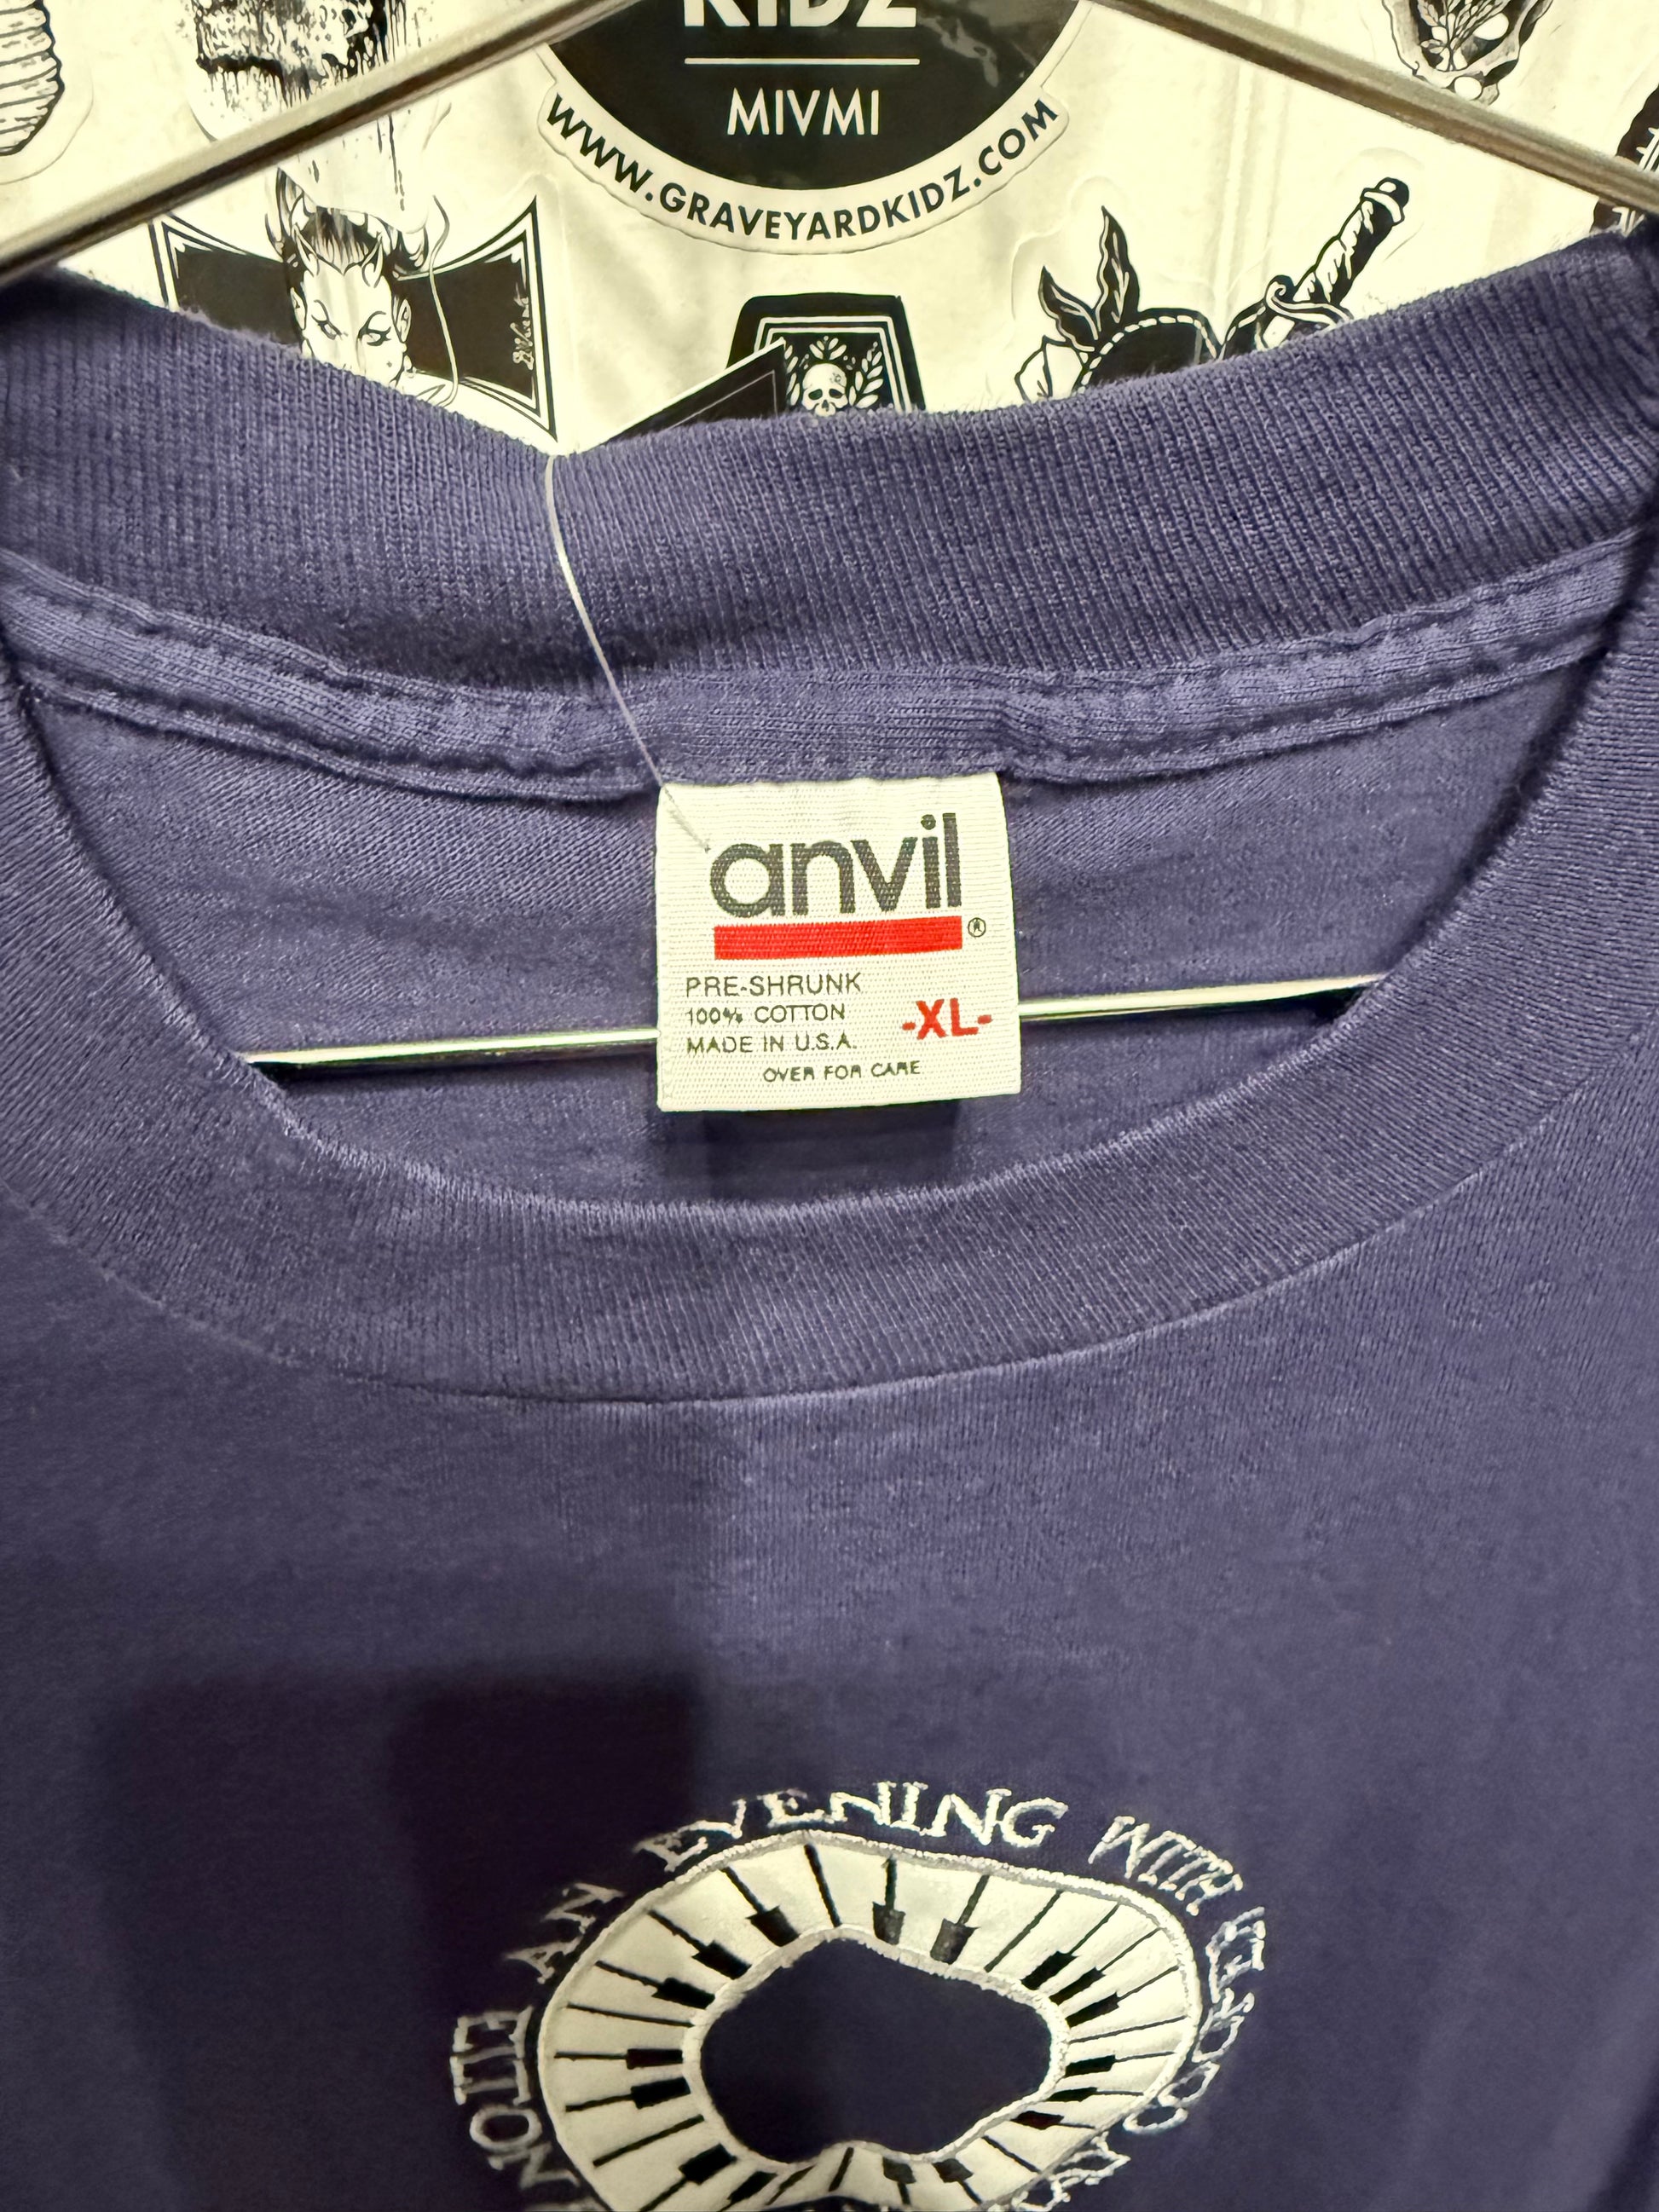 KIDZ
MIVMI
WWW.GRAVEYARDKIDZ.COM
anvil®
PRE-SHRUNK
100% COTTON
MADE IN U.S.A.
-XL-
OVER FOR CARE
AN EVENING WITH
ELTON